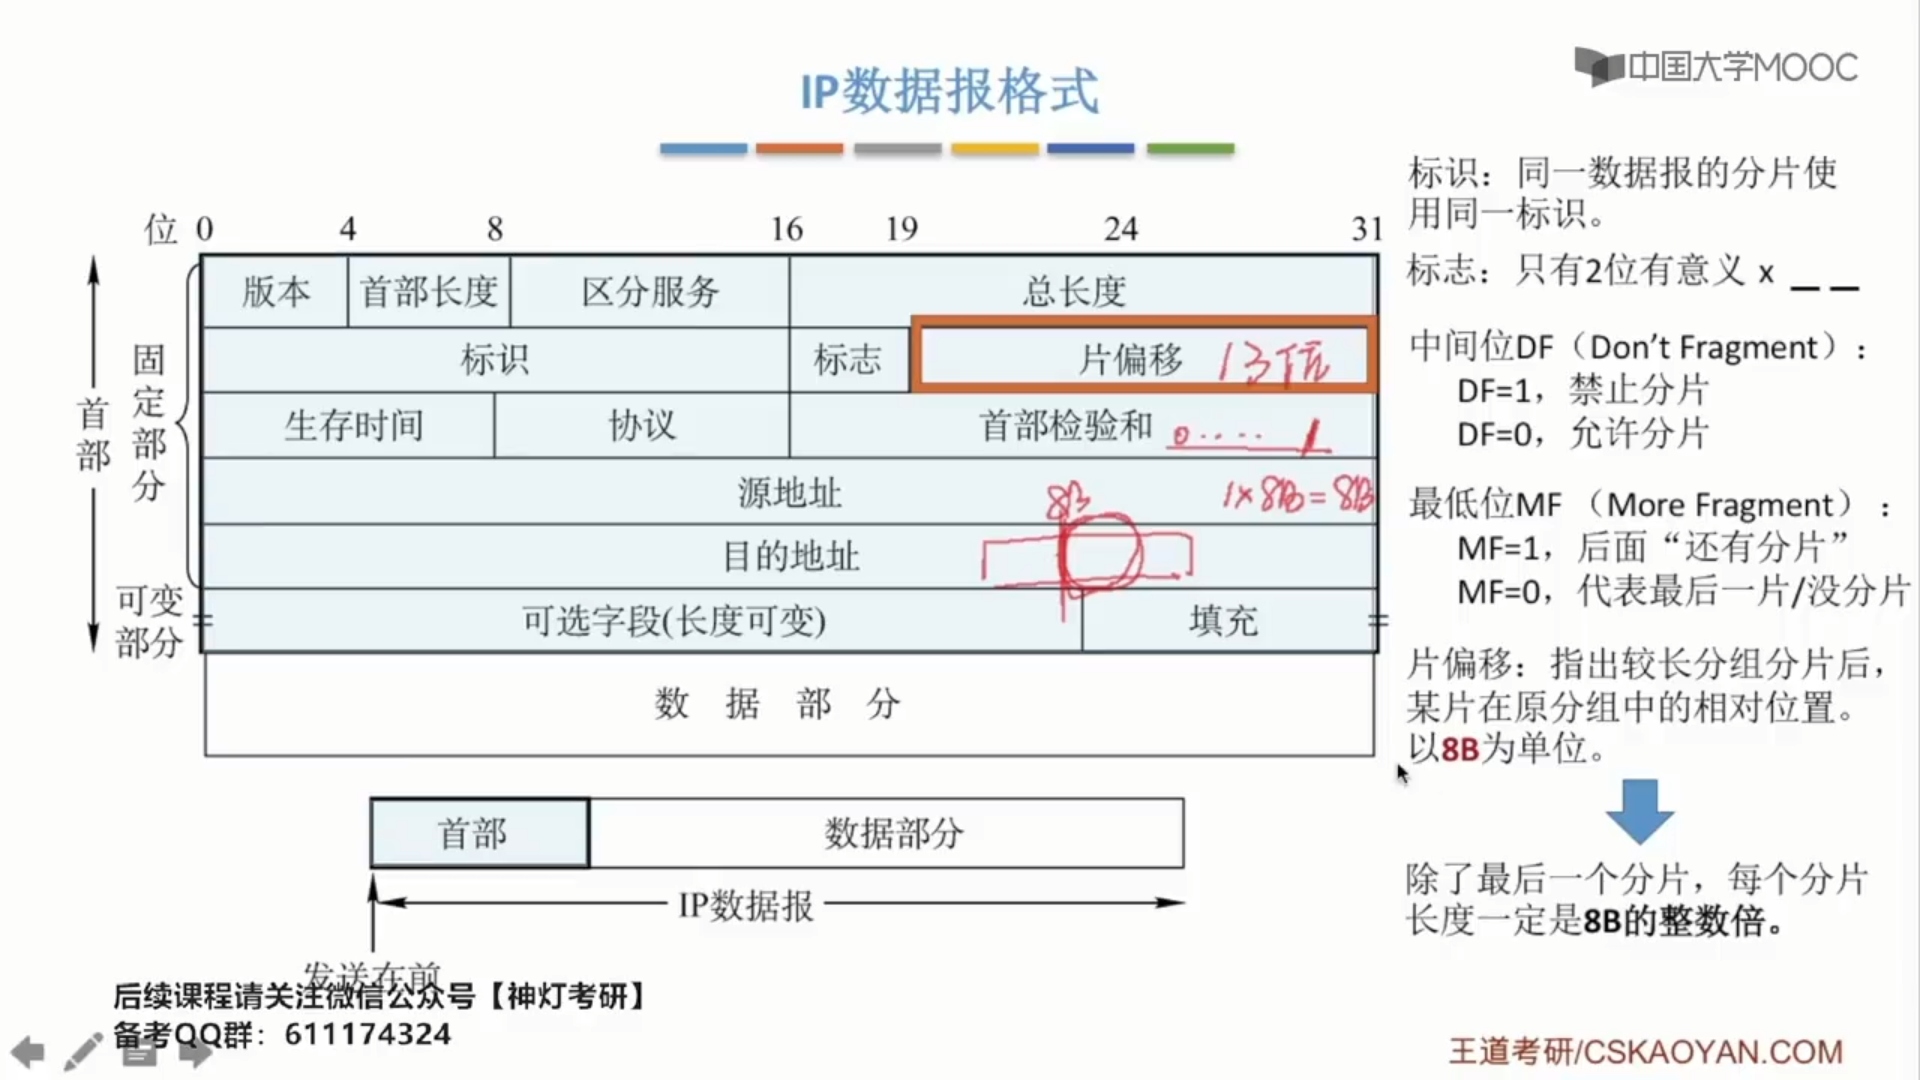 中国大学MOOC
IP数据报格式
位 0 4 8 16 19 24 31
版本 首部长度 区分服务 总长度
标识 标志 片偏移 13位
生存时间 协议 首部检验和 0····1
源地址 1×8B=8B
8B
目的地址
可选字段(长度可变) 填充
数据部分
首部
固定部分
可变部分
首部 数据部分
IP数据报
发送在前
标识：同一数据报的分片使
用同一标识。
标志：只有2位有意义 x _ _
中间位DF（Don't Fragment）：
DF=1，禁止分片
DF=0，允许分片
最低位MF （More Fragment）：
MF=1，后面“还有分片”
MF=0，代表最后一片/没分片
片偏移：指出较长分组分片后，
某片在原分组中的相对位置。
以8B为单位。
除了最后一个分片，每个分片
长度一定是8B的整数倍。
后续课程请关注微信公众号【神灯考研】
备考QQ群：611174324
王道考研/CSKAOYAN.COM